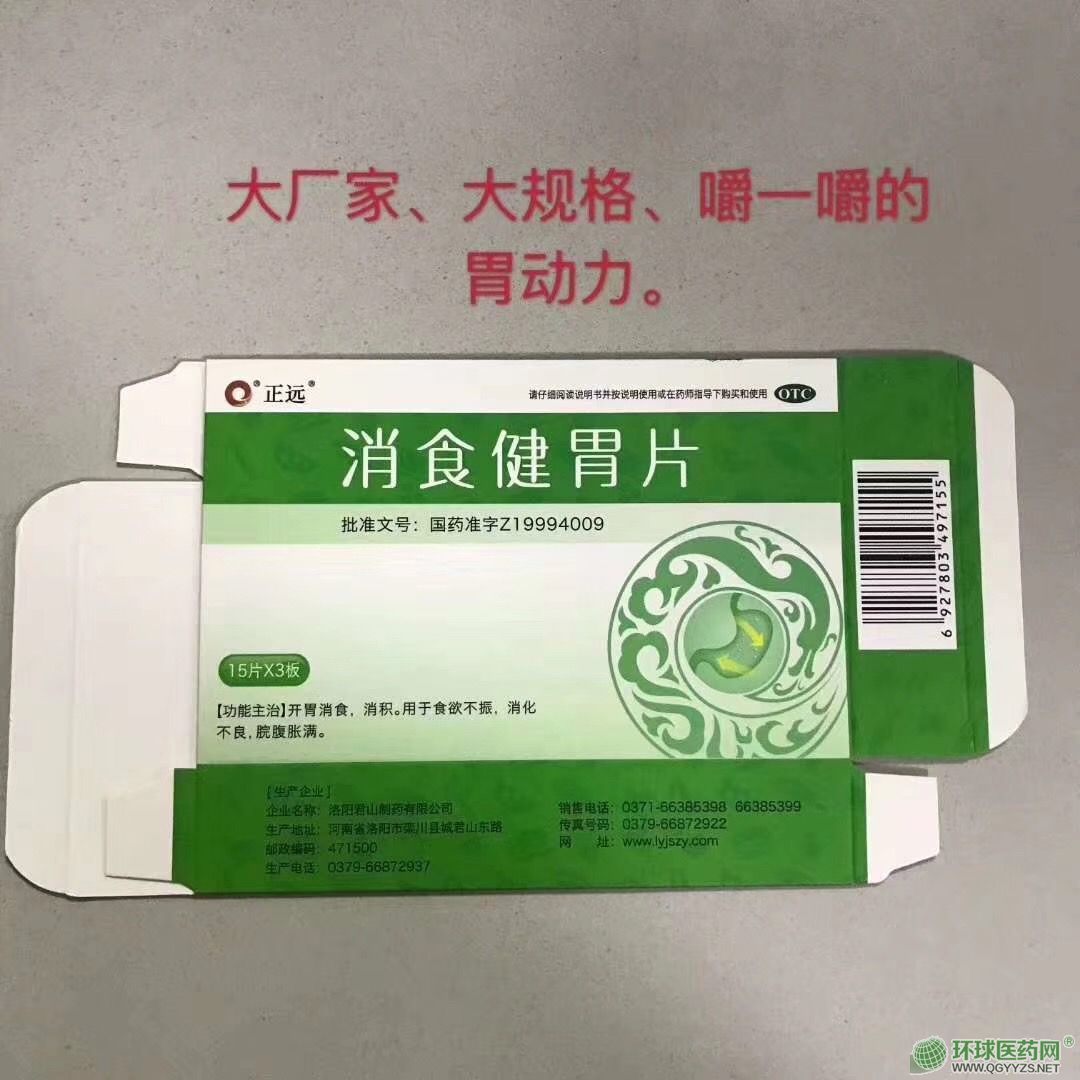 大厂家、大规格、嚼一嚼的
胃动力。
®正远®
请仔细阅读说明书并按说明使用或在药师指导下购买和使用 OTC
消食健胃片
批准文号：国药准字Z19994009
15片X3板
【功能主治】开胃消食，消积。用于食欲不振，消化
不良，脘腹胀满。
6 927803 497155
[生产企业]
企业名称：洛阳君山制药有限公司
生产地址：河南省洛阳市栾川县城君山东路
邮政编码：471500
生产电话：0379-66872937
销售电话：0371-66385398 66385399
传真号码：0379-66872922
网 址：www.lyjszy.com
环球医药网®
WWW.QGYYZS.NET